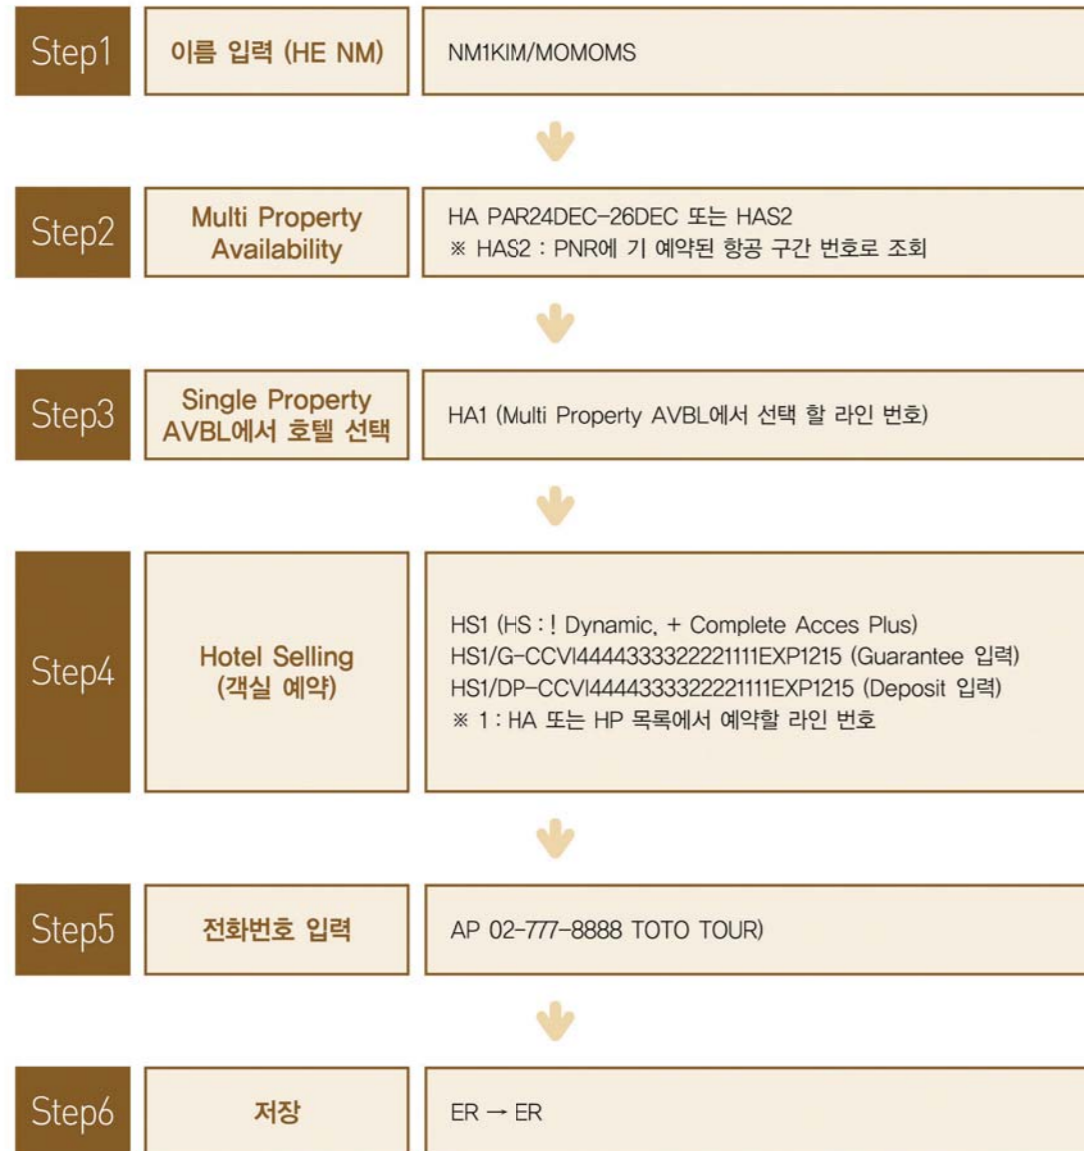 Step1
이름 입력 (HE NM)
NM1KIM/MOMOMS
Step2
Multi Property
Availability
HA PAR24DEC-26DEC 또는 HAS2
※ HAS2 : PNR에 기 예약된 항공 구간 번호로 조회
Step3
Single Property
AVBL에서 호텔 선택
HA1 (Multi Property AVBL에서 선택 할 라인 번호)
Step4
Hotel Selling
(객실 예약)
HS1 (HS : ! Dynamic, + Complete Acces Plus)
HS1/G-CCVI4444333322221111EXP1215 (Guarantee 입력)
HS1/DP-CCVI4444333322221111EXP1215 (Deposit 입력)
※ 1 : HA 또는 HP 목록에서 예약할 라인 번호
Step5
전화번호 입력
AP 02-777-8888 TOTO TOUR)
Step6
저장
ER → ER